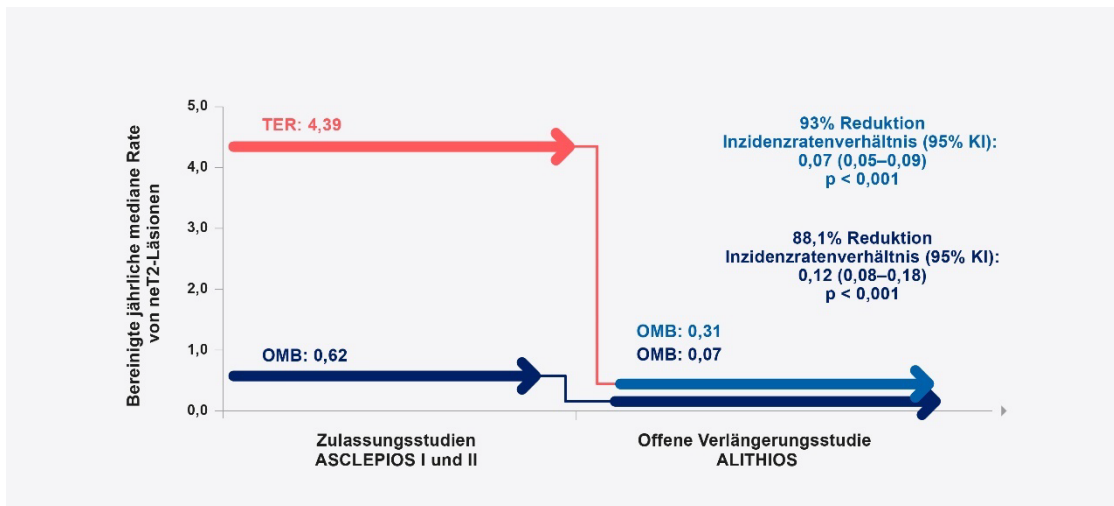 Bereinigte jährliche mediane Rate
von neT2-Läsionen
5,0
4,0
3,0
2,0
1,0
0,0
TER: 4,39
OMB: 0,62
93% Reduktion
Inzidenzratenverhältnis (95% KI):
0,07 (0,05–0,09)
p < 0,001
88,1% Reduktion
Inzidenzratenverhältnis (95% KI):
0,12 (0,08–0,18)
p < 0,001
OMB: 0,31
OMB: 0,07
Zulassungsstudien
ASCLEPIOS I und II
Offene Verlängerungsstudie
ALITHIOS